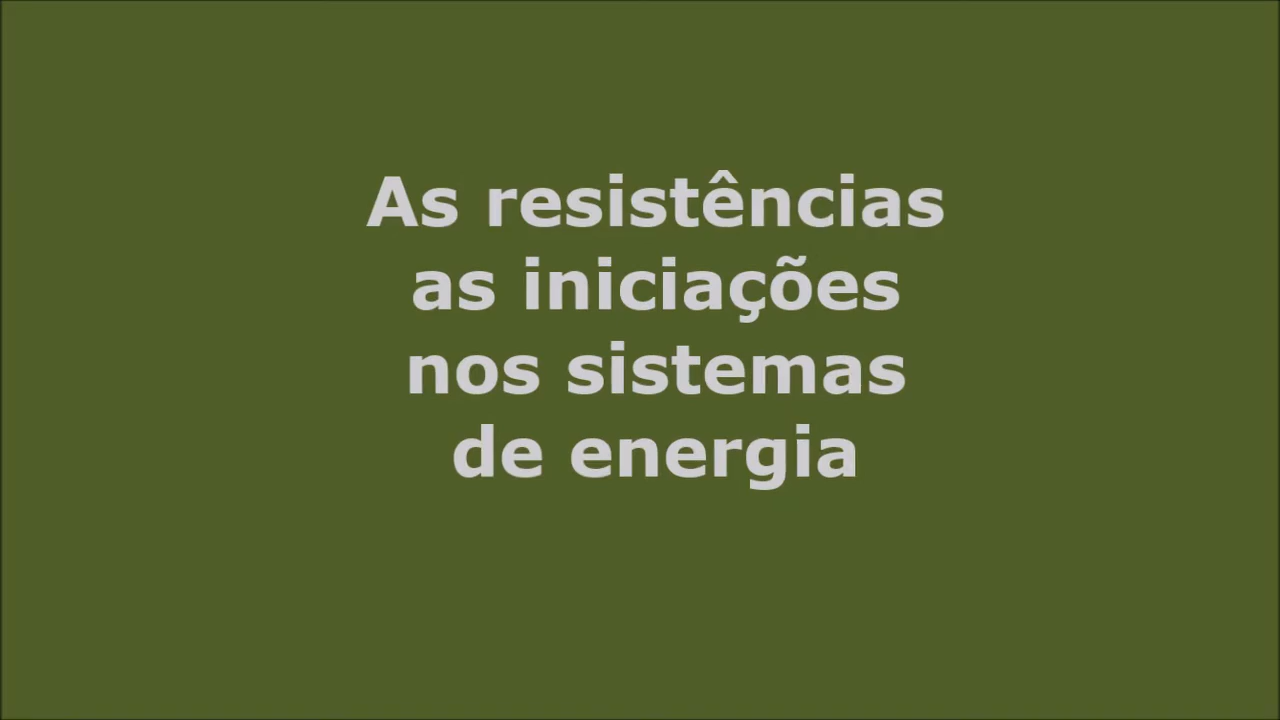 As resistências
as iniciações
nos sistemas
de energia